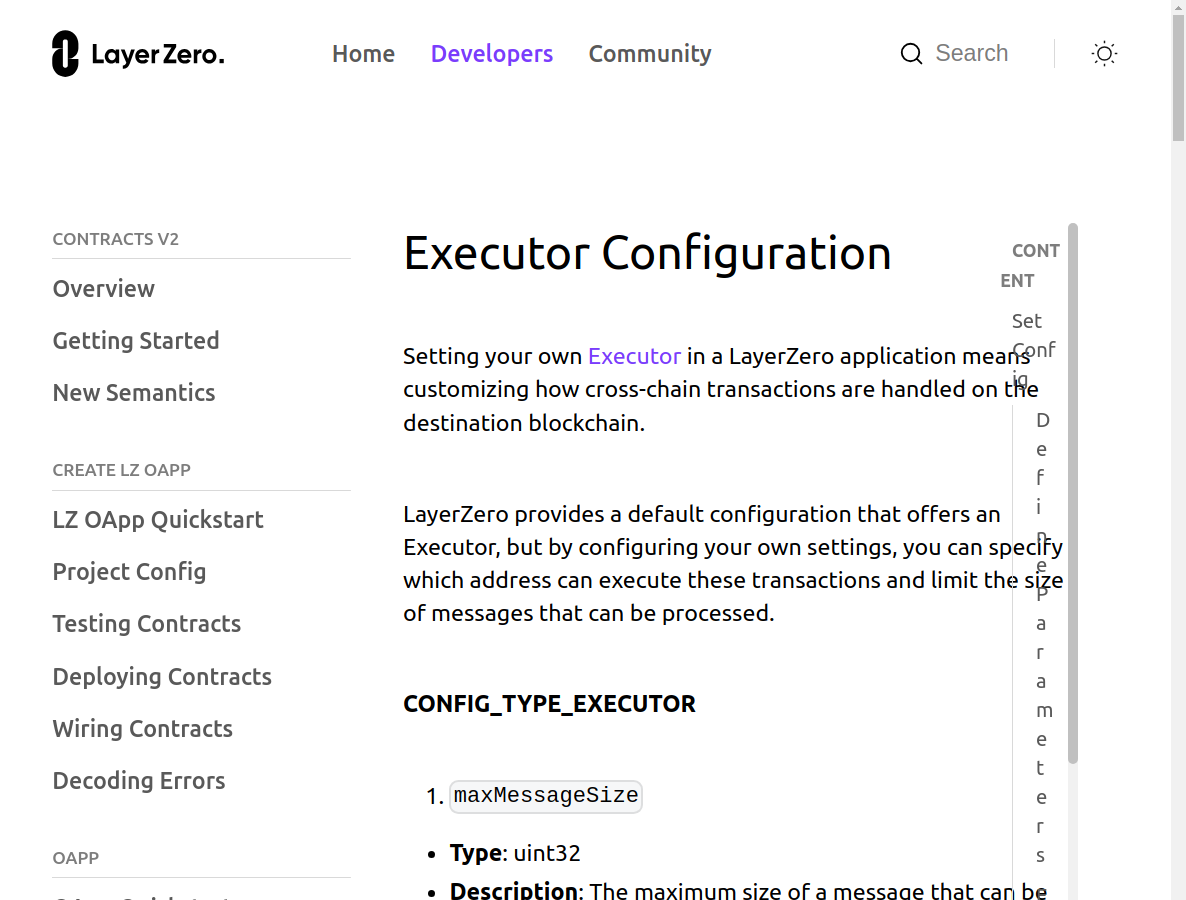 LayerZero.
Home
Developers
Community
Search
CONTRACTS V2
Overview
Getting Started
New Semantics
CREATE LZ OAPP
LZ OApp Quickstart
Project Config
Testing Contracts
Deploying Contracts
Wiring Contracts
Decoding Errors
OAPP
Executor Configuration
Setting your own Executor in a LayerZero application means
customizing how cross-chain transactions are handled on the
destination blockchain.
LayerZero provides a default configuration that offers an
Executor, but by configuring your own settings, you can specify
which address can execute these transactions and limit the size
of messages that can be processed.
CONFIG_TYPE_EXECUTOR
1. maxMessageSize
• Type: uint32
• Description: The maximum size of a message that can be
CONT
ENT
Set
Conf
ig
D
e
f
i
n
e
P
a
r
a
m
e
t
e
r
s